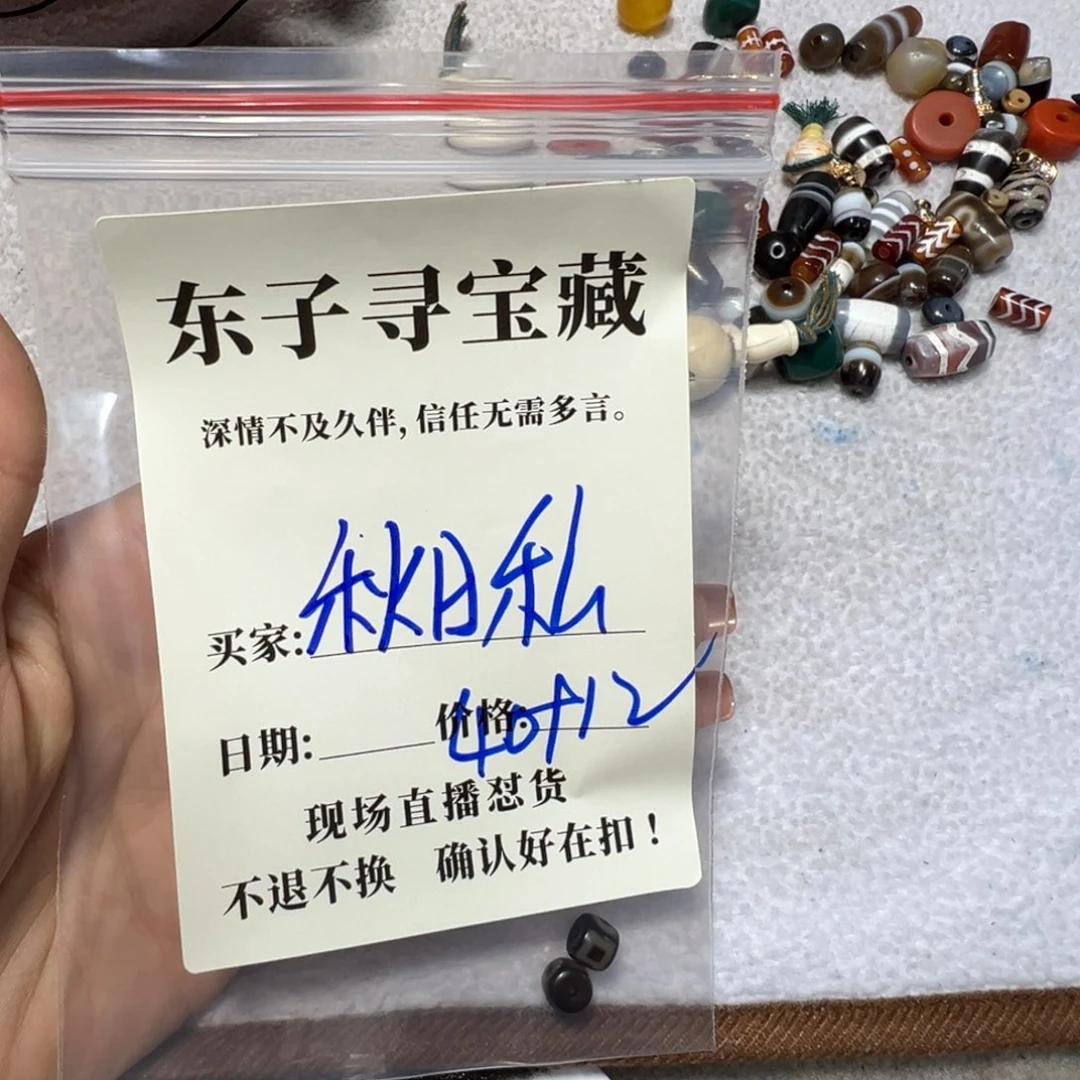 东子寻宝藏
深情不及久伴，信任无需多言。
买家：秋日私
日期：价格：40+12
现场直播怼货
不退不换 确认好在扣！